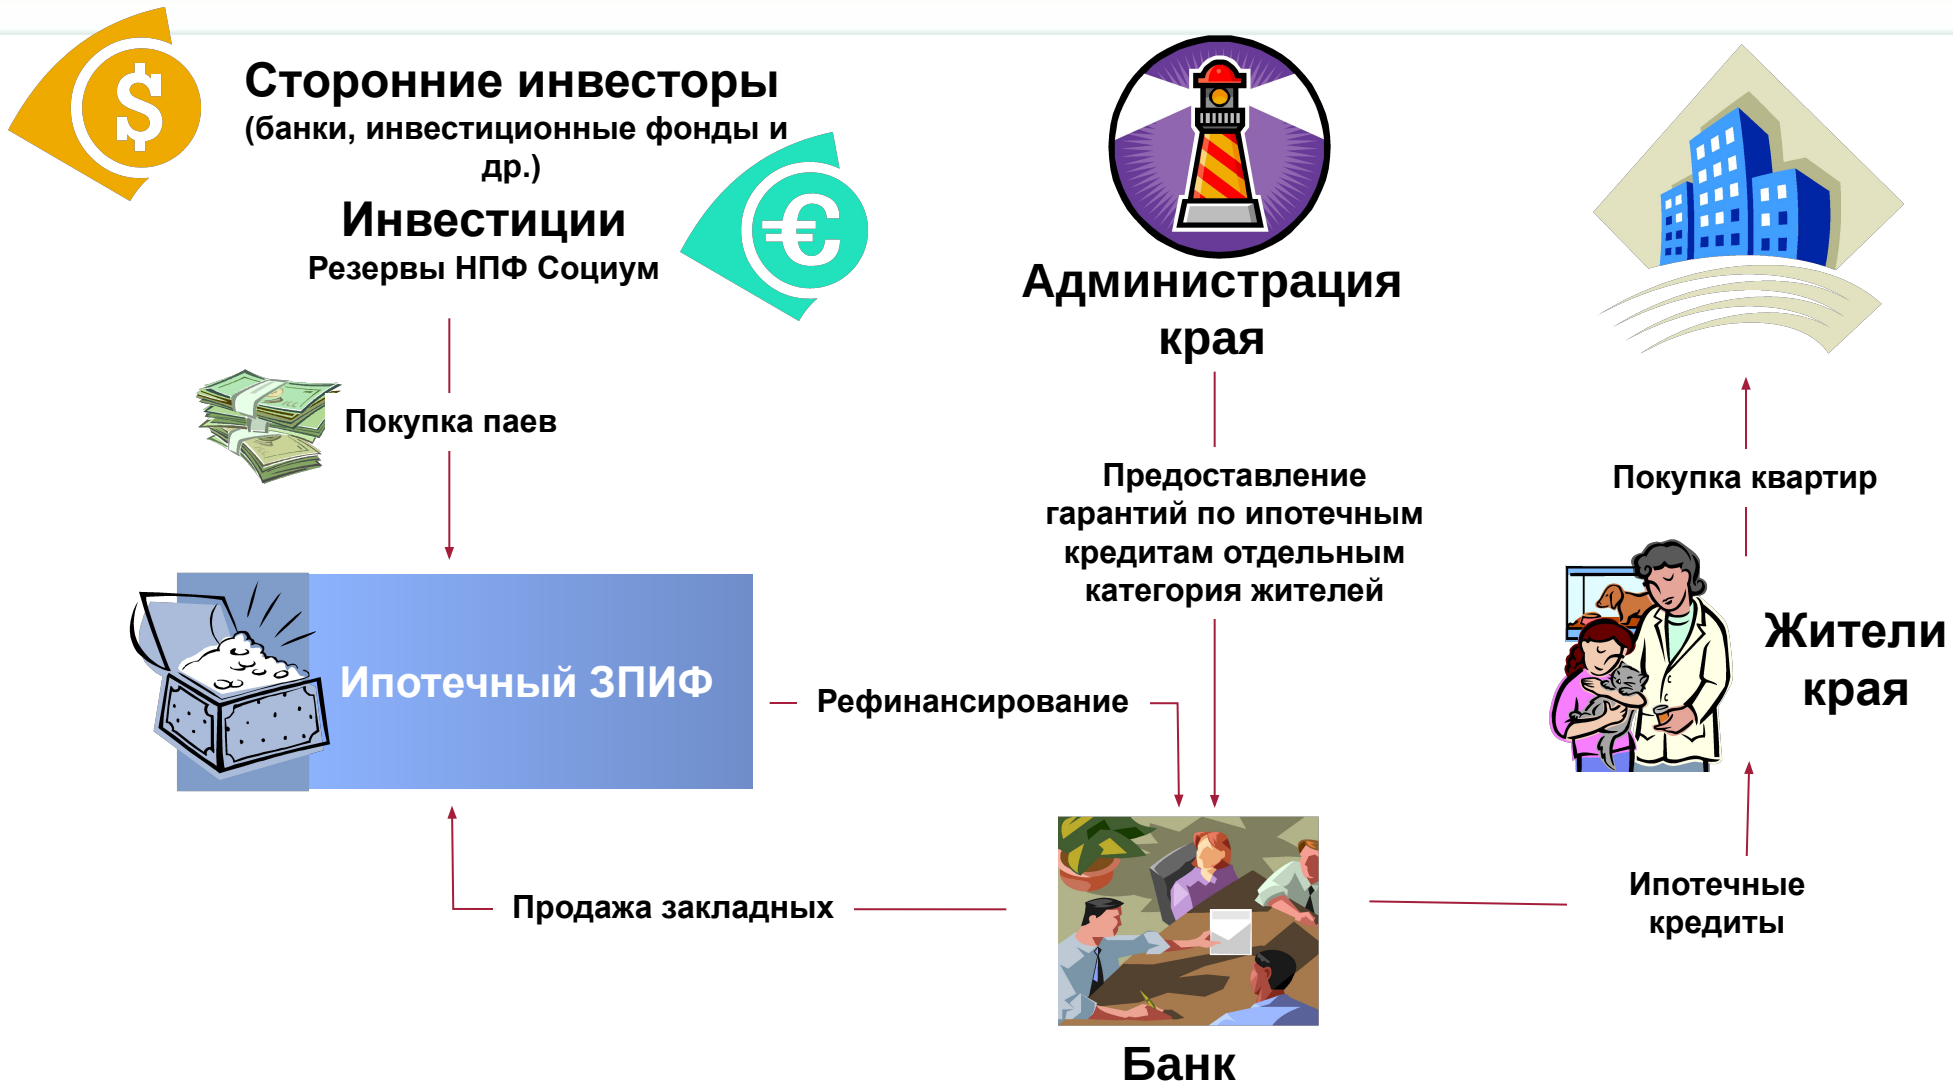 Сторонние инвесторы
(банки, инвестиционные фонды и
др.)
Инвестиции
Резервы НПФ Социум
Покупка паев
Ипотечный ЗПИФ
Рефинансирование
Продажа закладных
Администрация
края
Предоставление
гарантий по ипотечным
кредитам отдельным
категория жителей
Банк
Покупка квартир
Жители
края
Ипотечные
кредиты